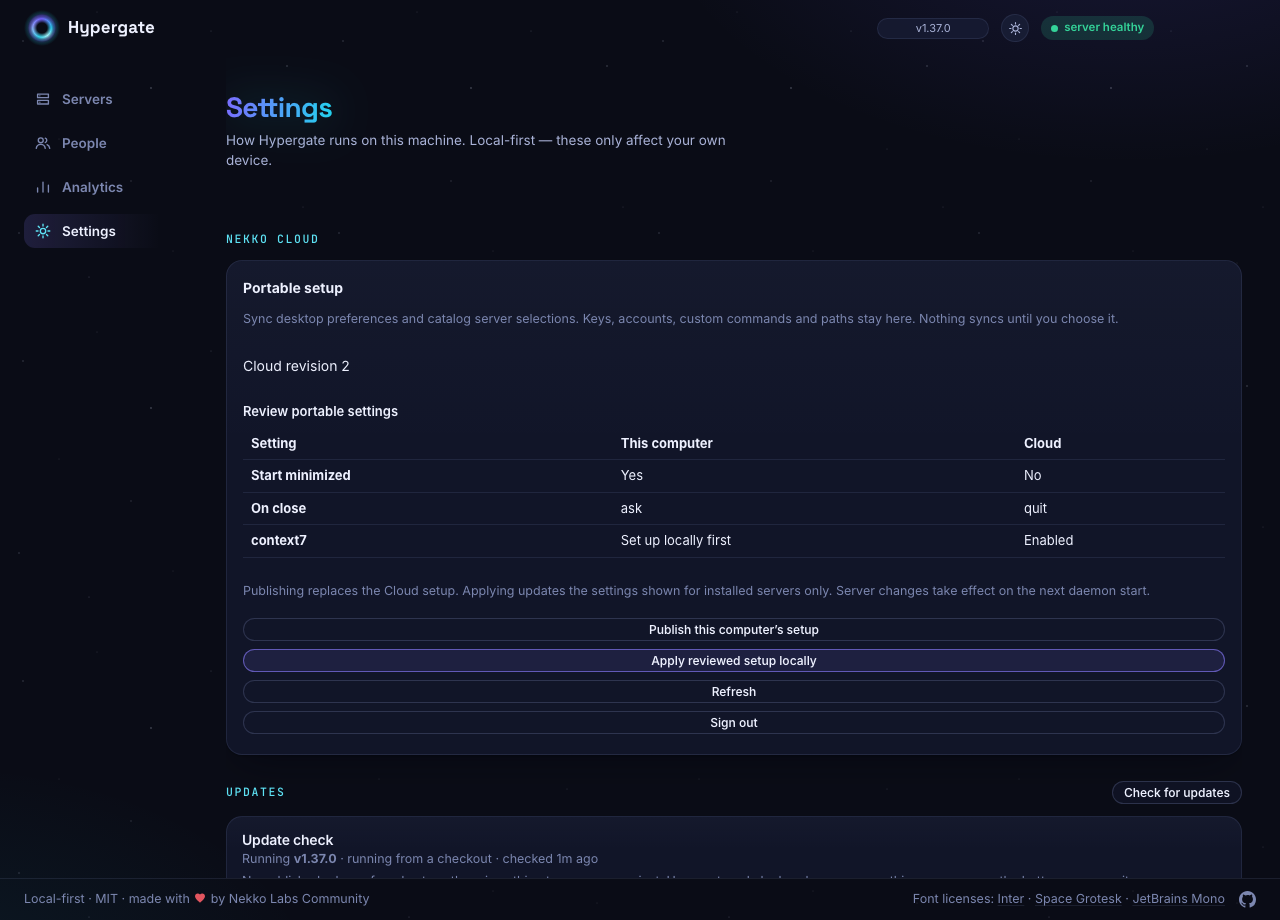 Hypergate
v1.37.0
server healthy
Servers
People
Analytics
Settings
Settings
How Hypergate runs on this machine. Local-first — these only affect your own
device.
NEKKO CLOUD
Portable setup
Sync desktop preferences and catalog server selections. Keys, accounts, custom commands and paths stay here. Nothing syncs until you choose it.
Cloud revision 2
Review portable settings
Setting This computer Cloud
Start minimized Yes No
On close ask quit
context7 Set up locally first Enabled
Publishing replaces the Cloud setup. Applying updates the settings shown for installed servers only. Server changes take effect on the next daemon start.
Publish this computer’s setup
Apply reviewed setup locally
Refresh
Sign out
UPDATES
Check for updates
Update check
Running v1.37.0 · running from a checkout · checked 1m ago
Local-first · MIT · made with ❤ by Nekko Labs Community
Font licenses: Inter · Space Grotesk · JetBrains Mono